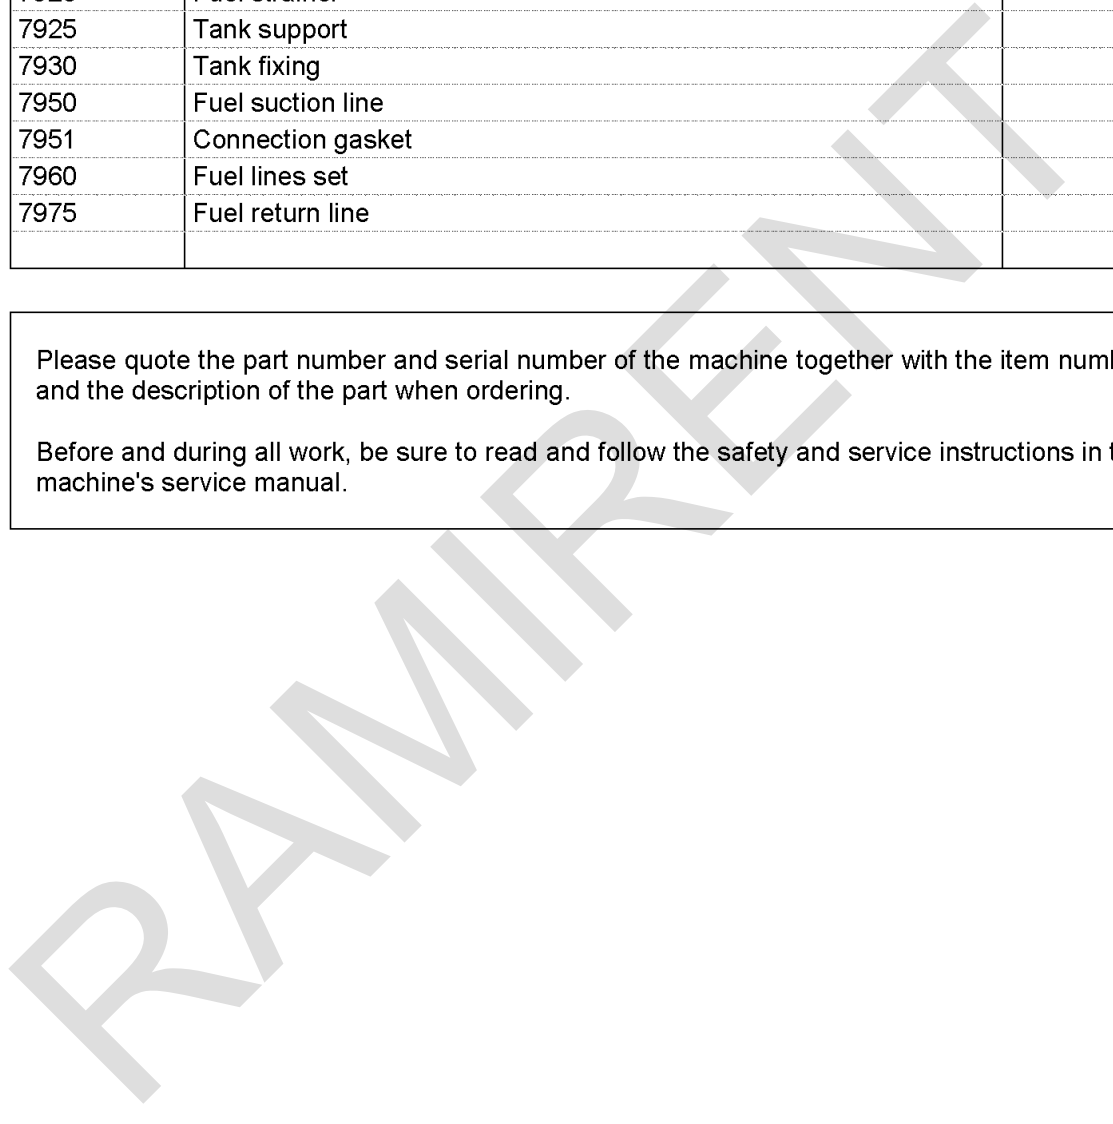 7925 Tank support
7930 Tank fixing
7950 Fuel suction line
7951 Connection gasket
7960 Fuel lines set
7975 Fuel return line
Please quote the part number and serial number of the machine together with the item
and the description of the part when ordering.
Before and during all work, be sure to read and follow the safety and service instructions in
machine's service manual.
RAMIRENT